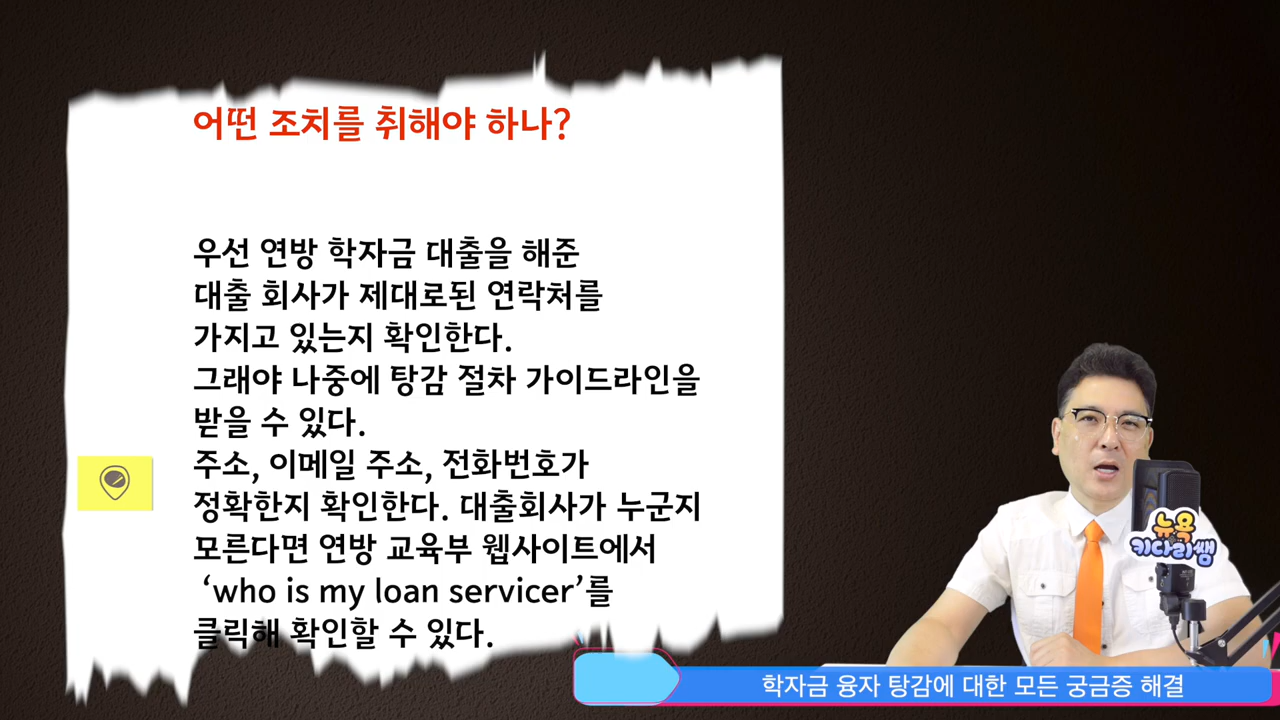 어떤 조치를 취해야 하나?
우선 연방 학자금 대출을 해준
대출 회사가 제대로된 연락처를
가지고 있는지 확인한다.
그래야 나중에 탕감 절차 가이드라인을
받을 수 있다.
주소, 이메일 주소, 전화번호가
정확한지 확인한다. 대출회사가 누군지
모른다면 연방 교육부 웹사이트에서
‘who is my loan servicer’를
클릭해 확인할 수 있다.
뉴욕
키다리쌤
학자금 융자 탕감에 대한 모든 궁금증 해결